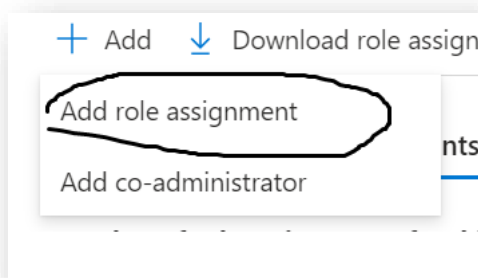 Add Download role assign
Add role assignment
nts
Add co-administrator